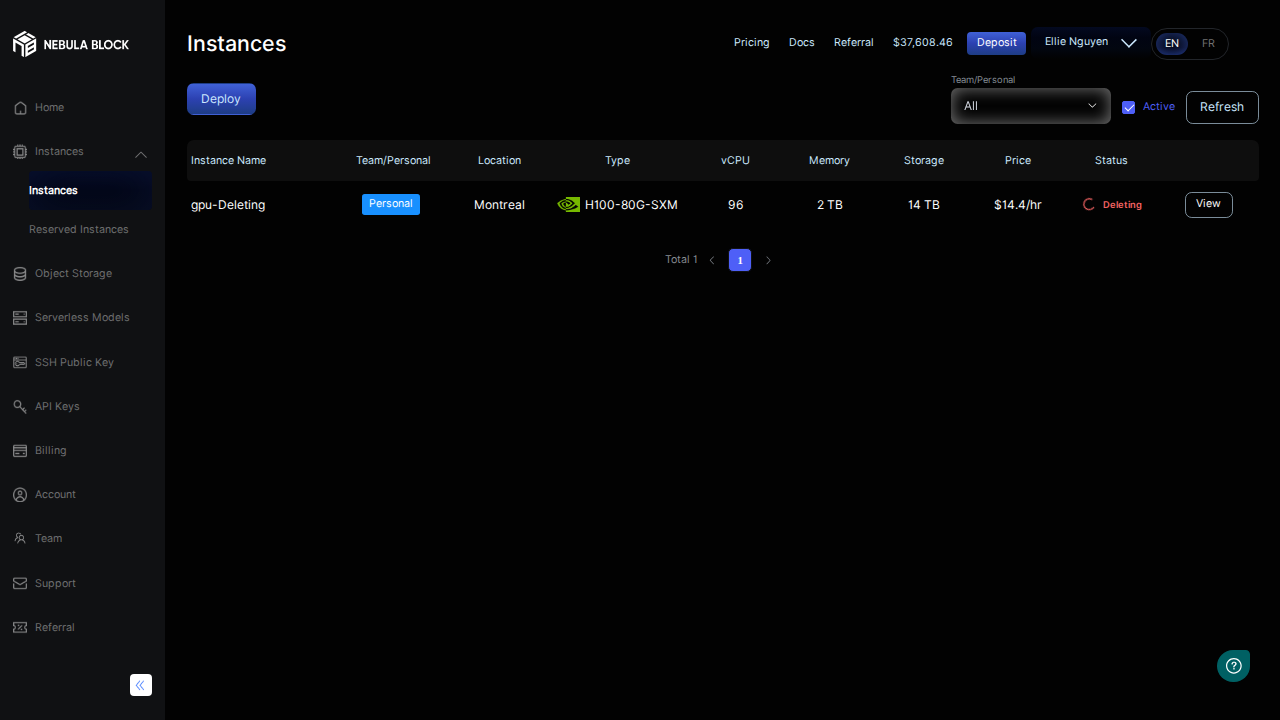 NEBULA BLOCK
Home
Instances
Instances
Reserved Instances
Object Storage
Serverless Models
SSH Public Key
API Keys
Billing
Account
Team
Support
Referral
Instances
Pricing Docs Referral $37,608.46 Deposit Ellie Nguyen EN FR
Team/Personal
Deploy All Active Refresh
Instance Name Team/Personal Location Type vCPU Memory Storage Price Status
gpu-Deleting Personal Montreal H100-80G-SXM 96 2 TB 14 TB $14.4/hr Deleting View
Total 1 1